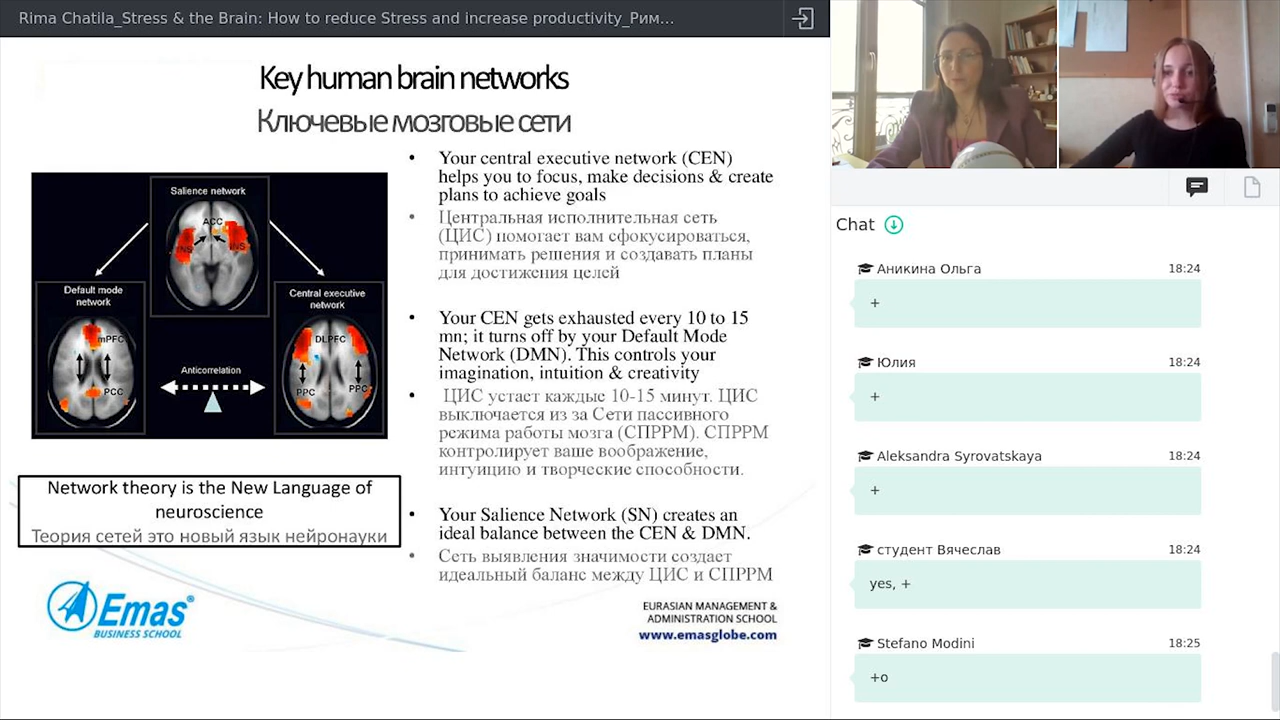 Rima Chatila_Stress & the Brain: How to reduce Stress and increase productivity_Рим...
Key human brain networks
Ключевые мозговые сети
Salience network
ACC
INS
INS
Default mode
network
mPFC
PCC
Anticorrelation
Central executive
network
DLPFC
PPC
PPC
Network theory is the New Language of
neuroscience
Теория сетей это новый язык нейронауки
• Your central executive network (CEN)
helps you to focus, make decisions & create
plans to achieve goals
• Центральная исполнительная сеть
(ЦИС) помогает вам сфокусироваться,
принимать решения и создавать планы
для достижения целей
• Your CEN gets exhausted every 10 to 15
mn; it turns off by your Default Mode
Network (DMN). This controls your
imagination, intuition & creativity
• ЦИС устает каждые 10-15 минут. ЦИС
выключается из за Сети пассивного
режима работы мозга (СПРРМ). СПРРМ
контролирует ваше воображение,
интуицию и творческие способности.
• Your Salience Network (SN) creates an
ideal balance between the CEN & DMN.
• Сеть выявления значимости создает
идеальный баланс между ЦИС и СПРРМ
Emas®
BUSINESS SCHOOL
EURASIAN MANAGEMENT &
ADMINISTRATION SCHOOL
www.emasglobe.com
Chat
Аникина Ольга 18:24
+
Юлия 18:24
+
Aleksandra Syrovatskaya 18:24
+
студент Вячеслав 18:24
yes, +
Stefano Modini 18:25
+o